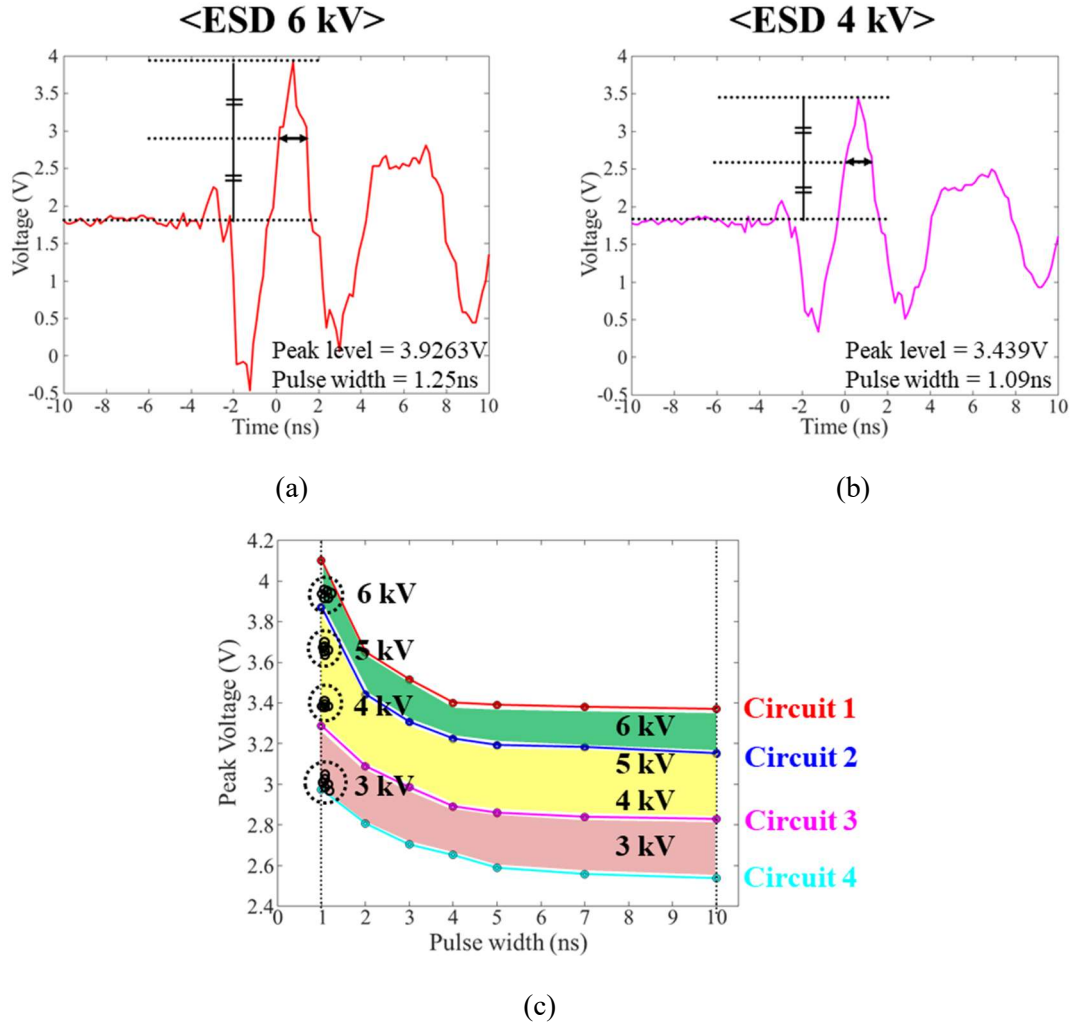 <ESD 6 kV>
4
3.5
3
2.5
2
1.5
1
0.5
0
-0.5
Voltage (V)
Peak level = 3.9263V
Pulse width = 1.25ns
-10 -8 -6 -4 -2 0 2 4 6 8 10
Time (ns)
(a)
<ESD 4 kV>
4
3.5
3
2.5
2
1.5
1
0.5
0
-0.5
Voltage (V)
Peak level = 3.439V
Pulse width = 1.09ns
-10 -8 -6 -4 -2 0 2 4 6 8 10
Time (ns)
(b)
4.2
4
3.8
3.6
3.4
3.2
3
2.8
2.6
2.4
Peak Voltage (V)
6 kV
5 kV
4 kV
3 kV
6 kV
5 kV
4 kV
3 kV
Circuit 1
Circuit 2
Circuit 3
Circuit 4
0 1 2 3 4 5 6 7 8 9 10
Pulse width (ns)
(c)